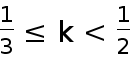 1/3 ≤ k < 1/2